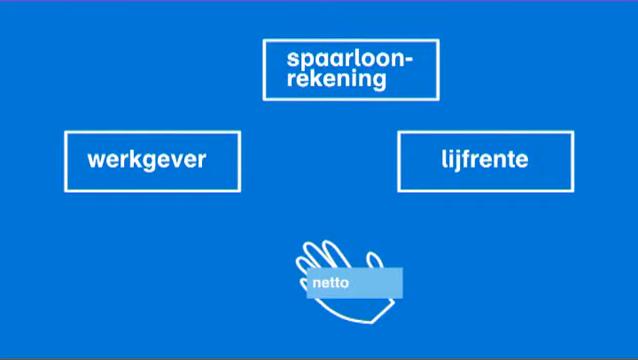 spaarloon-
rekening
werkgever
lijfrente
netto